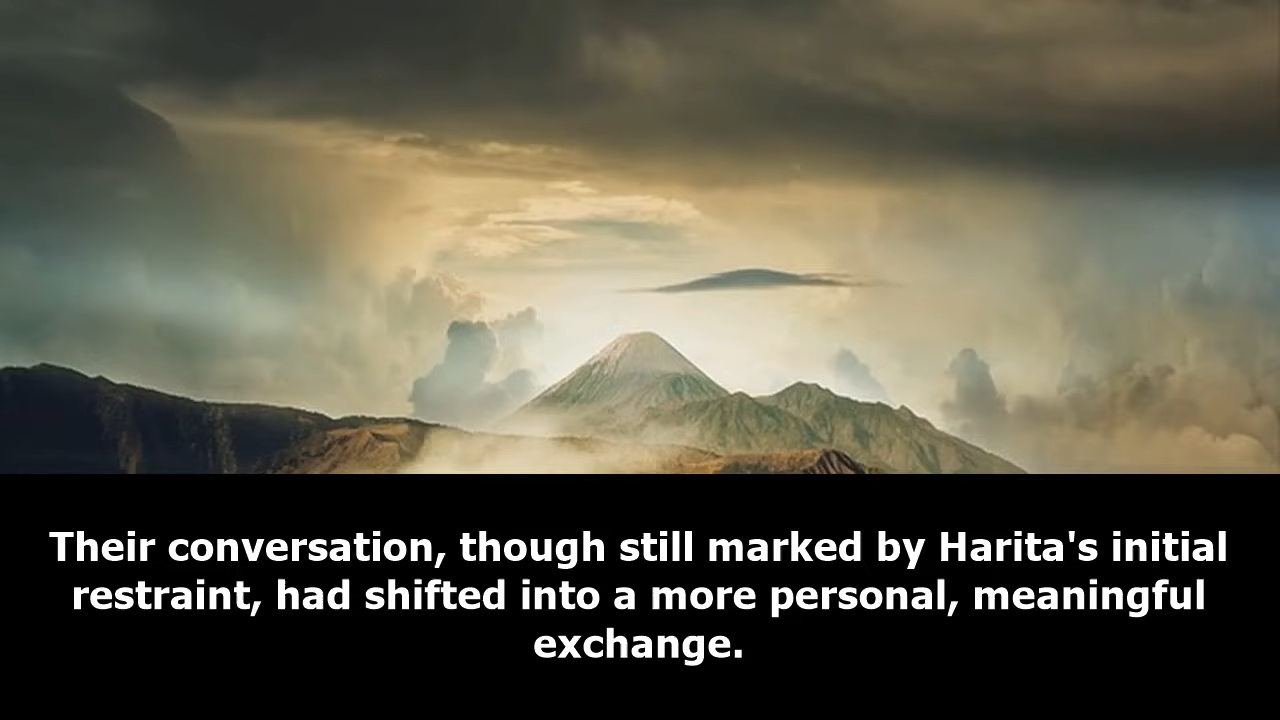 Their conversation, though still marked by Harita's initial
restraint, had shifted into a more personal, meaningful
exchange.